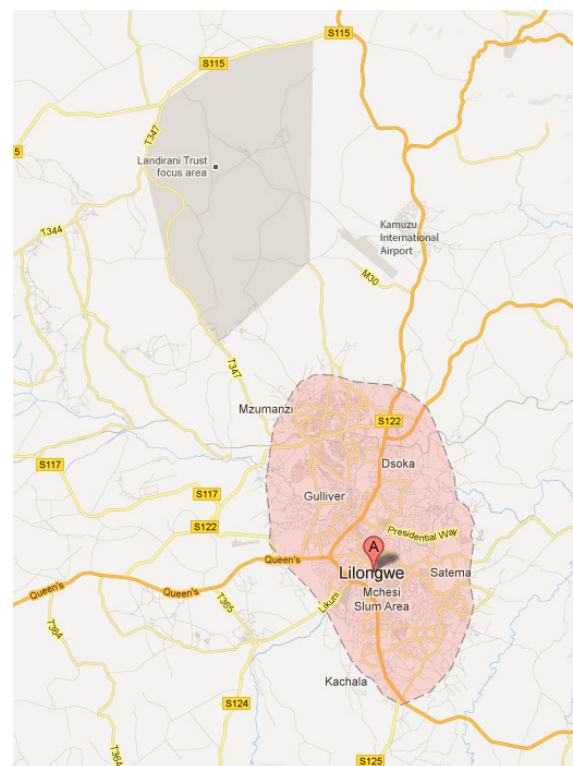 S115
S115
T347
5
Landirani Trust
focus area
T344
Kamuzu
International
Airport
M30
T347
Mzumanzi
S122
Dsoka
S117
S117
Gulliver
S122
Presidential Way
A
Queen's
Lilongwe
Satema
Mchesi
Slum Area
Queen's
Queen's
Likuni
T365
T364
Kachala
S124
T364
S125